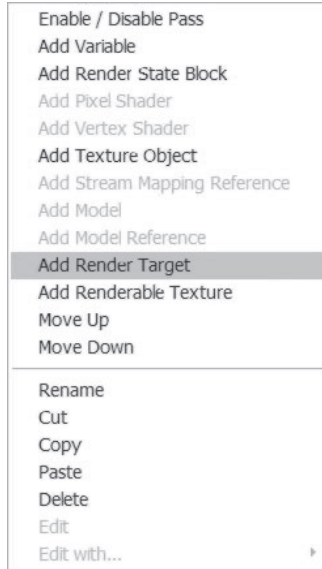 Enable / Disable Pass
Add Variable
Add Render State Block
Add Pixel Shader
Add Vertex Shader
Add Texture Object
Add Stream Mapping Reference
Add Model
Add Model Reference
Add Render Target
Add Renderable Texture
Move Up
Move Down
Rename
Cut
Copy
Paste
Delete
Edit
Edit with...